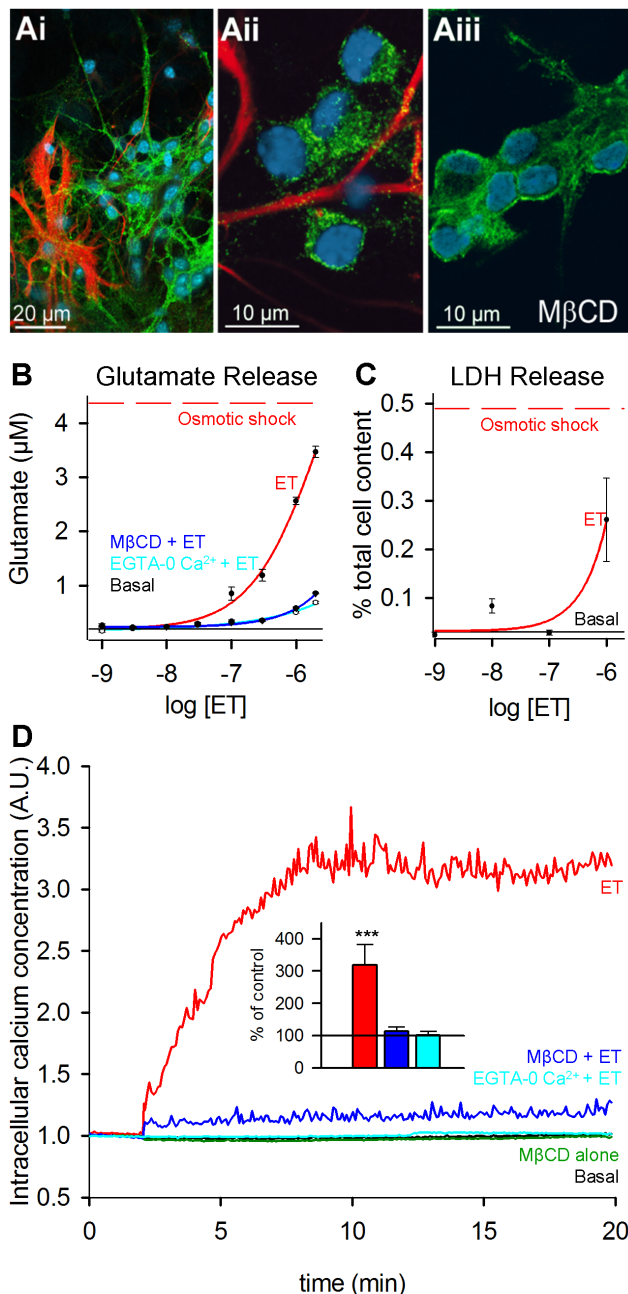 Ai
Aii
Aiii
20 µm
10 µm
10 µm
MβCD
B
Glutamate Release
Glutamate (µM)
4
3
2
1
Osmotic shock
ET
MβCD + ET
EGTA-0 Ca²⁺ + ET
Basal
-9 -8 -7 -6
log [ET]
C
LDH Release
% total cell content
0.5
0.4
0.3
0.2
0.1
Osmotic shock
ET
Basal
-9 -8 -7 -6
log [ET]
D
Intracellular calcium concentration (A.U.)
4.0
3.5
3.0
2.5
2.0
1.5
1.0
0.5
ET
% of control
400
300
200
100
0
***
MβCD + ET
EGTA-0 Ca²⁺ + ET
MβCD alone
Basal
0 5 10 15 20
time (min)